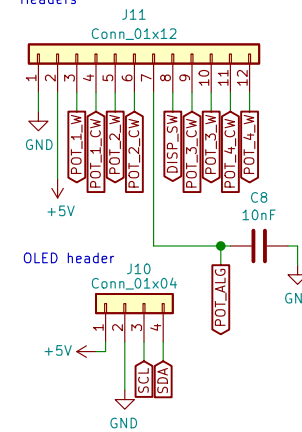 Headers
J11
Conn_01x12
1
2
3
4
5
6
7
8
9
10
11
12
GND
+5V
POT_1_W
POT_1_CW
POT_2_W
POT_2_CW
DISP_SW
POT_3_CW
POT_3_W
POT_4_CW
POT_4_W
C8
10nF
POT_ALG
GN
OLED header
J10
Conn_01x04
1
2
3
4
+5V
SCL
SDA
GND